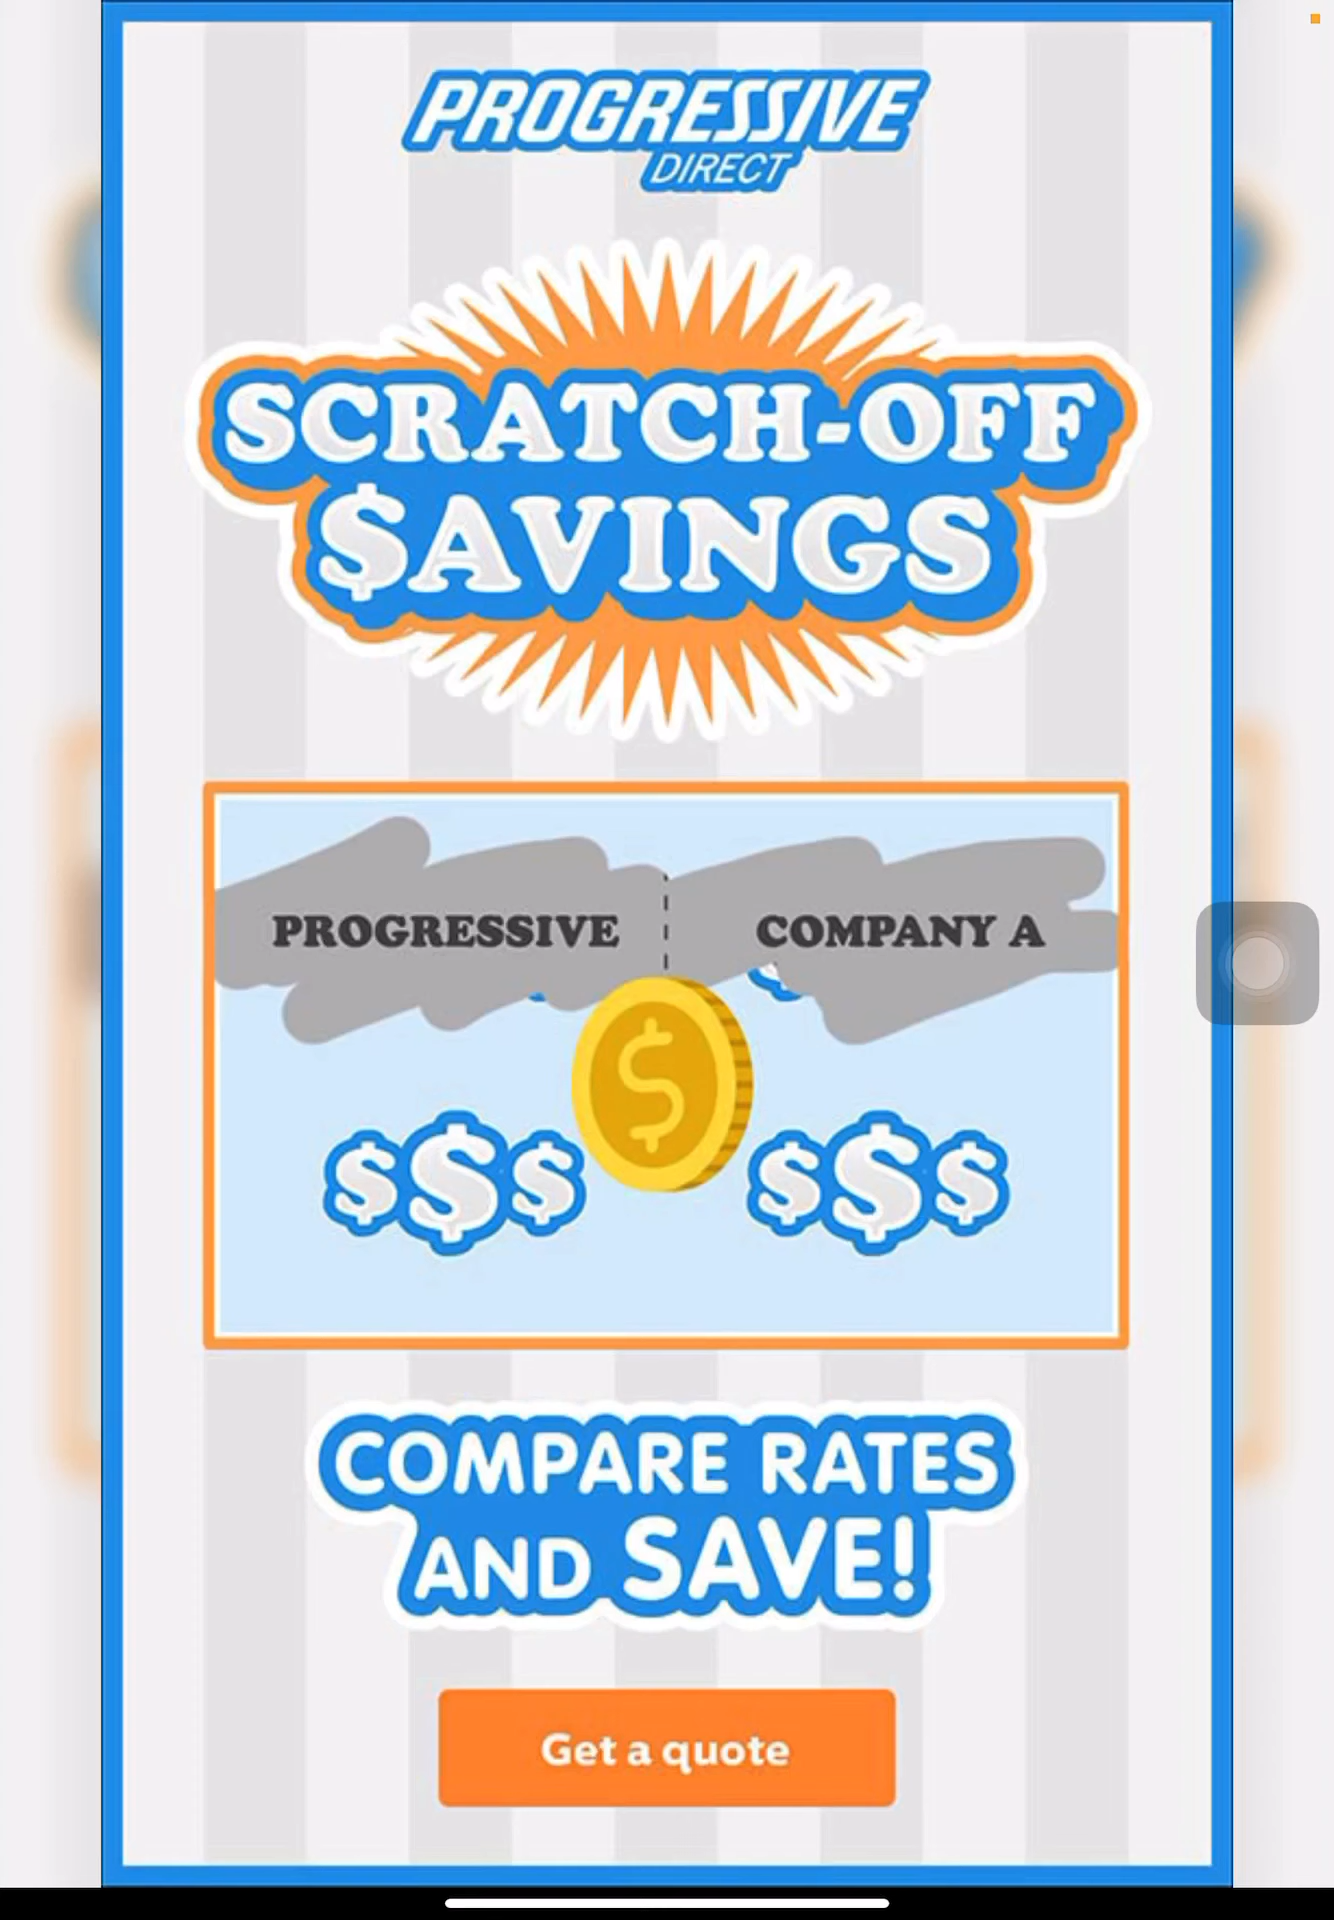 PROGRESSIVE
DIRECT
SCRATCH-OFF
$AVINGS
PROGRESSIVE
COMPANY A
$
$$$
$$$
COMPARE RATES
AND SAVE!
Get a quote